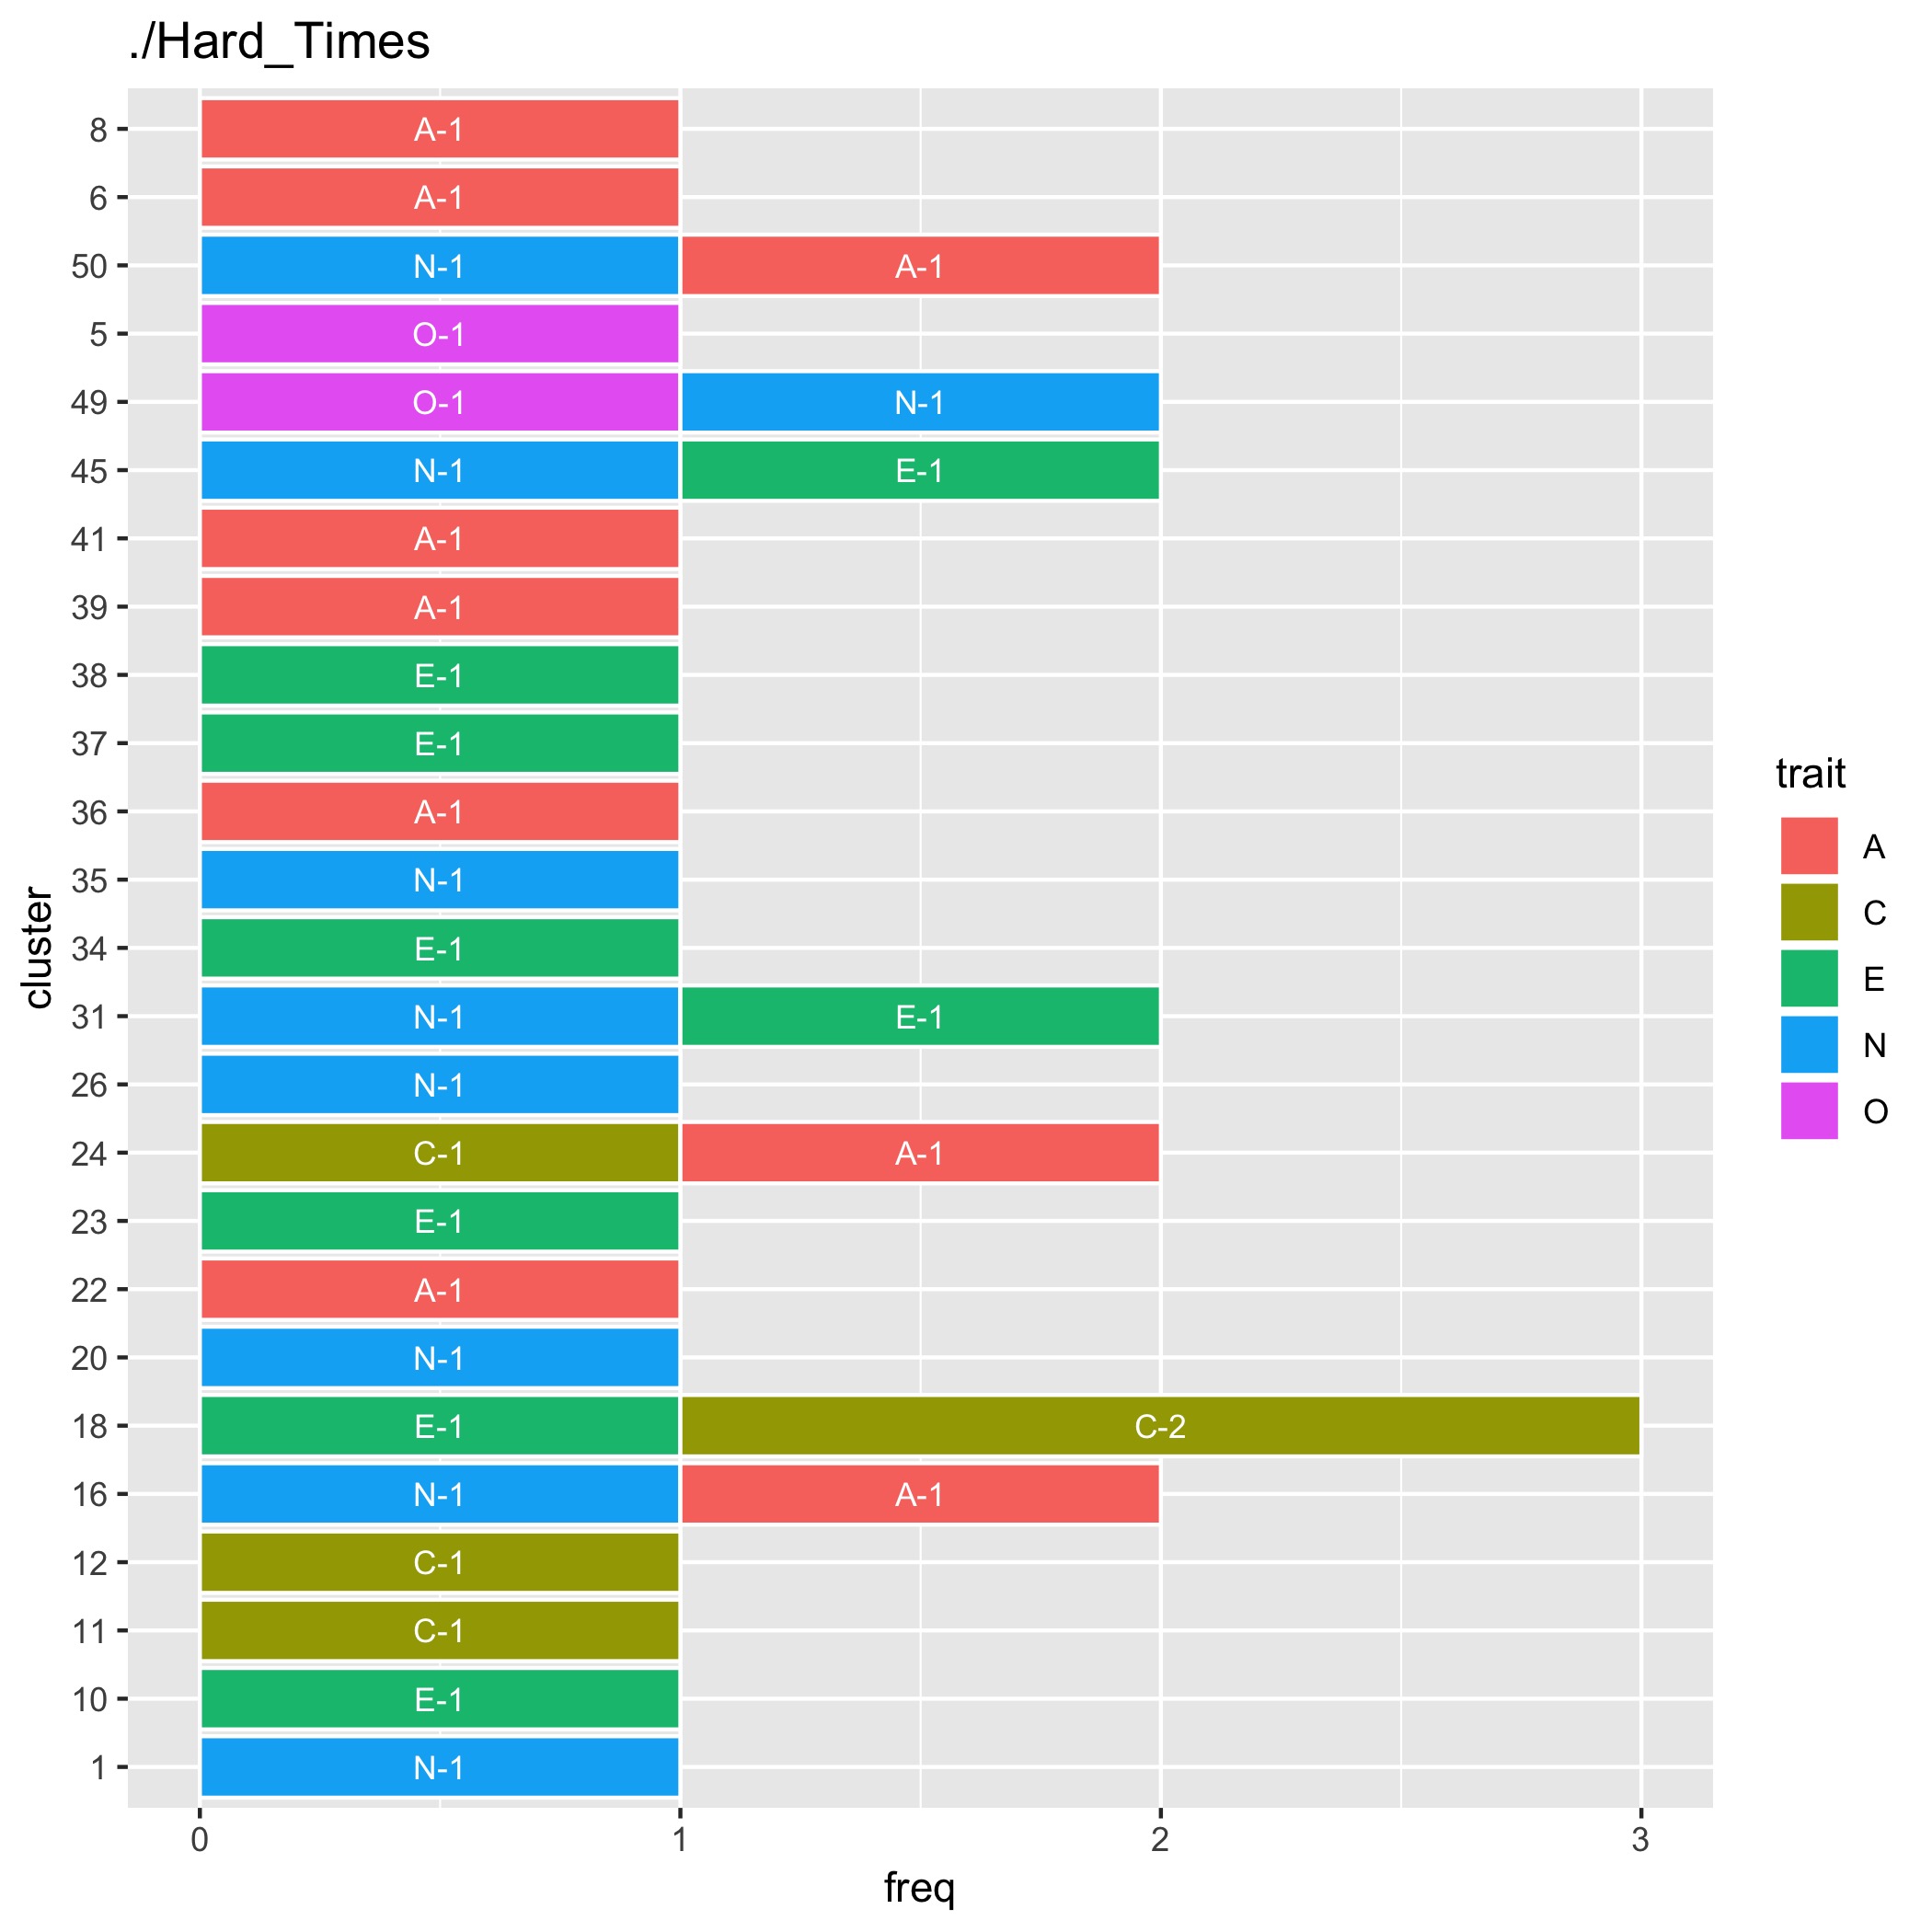 ./Hard_Times
8 A-1
6 A-1
50 N-1 A-1
5 O-1
49 O-1 N-1
45 N-1 E-1
41 A-1
39 A-1
38 E-1
37 E-1
36 A-1
35 N-1
34 E-1
31 N-1 E-1
26 N-1
24 C-1 A-1
23 E-1
22 A-1
20 N-1
18 E-1 C-2
16 N-1 A-1
12 C-1
11 C-1
10 E-1
1 N-1
cluster
0 1 2 3
freq
trait
A
C
E
N
O